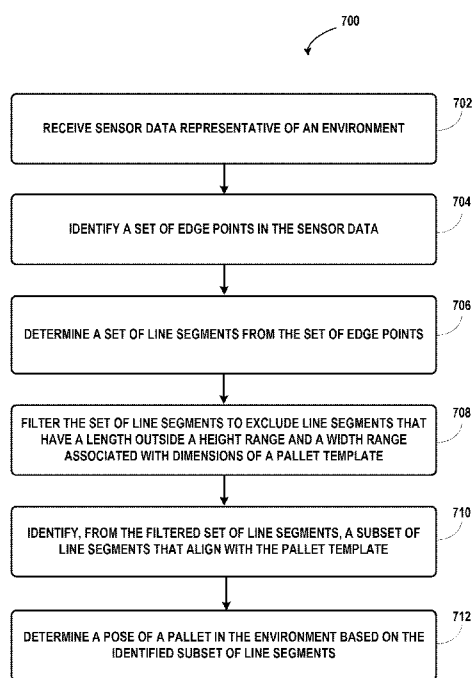 700
702
RECEIVE SENSOR DATA REPRESENTATIVE OF AN ENVIRONMENT
704
IDENTIFY A SET OF EDGE POINTS IN THE SENSOR DATA
706
DETERMINE A SET OF LINE SEGMENTS FROM THE SET OF EDGE POINTS
708
FILTER THE SET OF LINE SEGMENTS TO EXCLUDE LINE SEGMENTS THAT
HAVE A LENGTH OUTSIDE A HEIGHT RANGE AND A WIDTH RANGE
ASSOCIATED WITH DIMENSIONS OF A PALLET TEMPLATE
710
IDENTIFY, FROM THE FILTERED SET OF LINE SEGMENTS, A SUBSET OF
LINE SEGMENTS THAT ALIGN WITH THE PALLET TEMPLATE
712
DETERMINE A POSE OF A PALLET IN THE ENVIRONMENT BASED ON THE
IDENTIFIED SUBSET OF LINE SEGMENTS